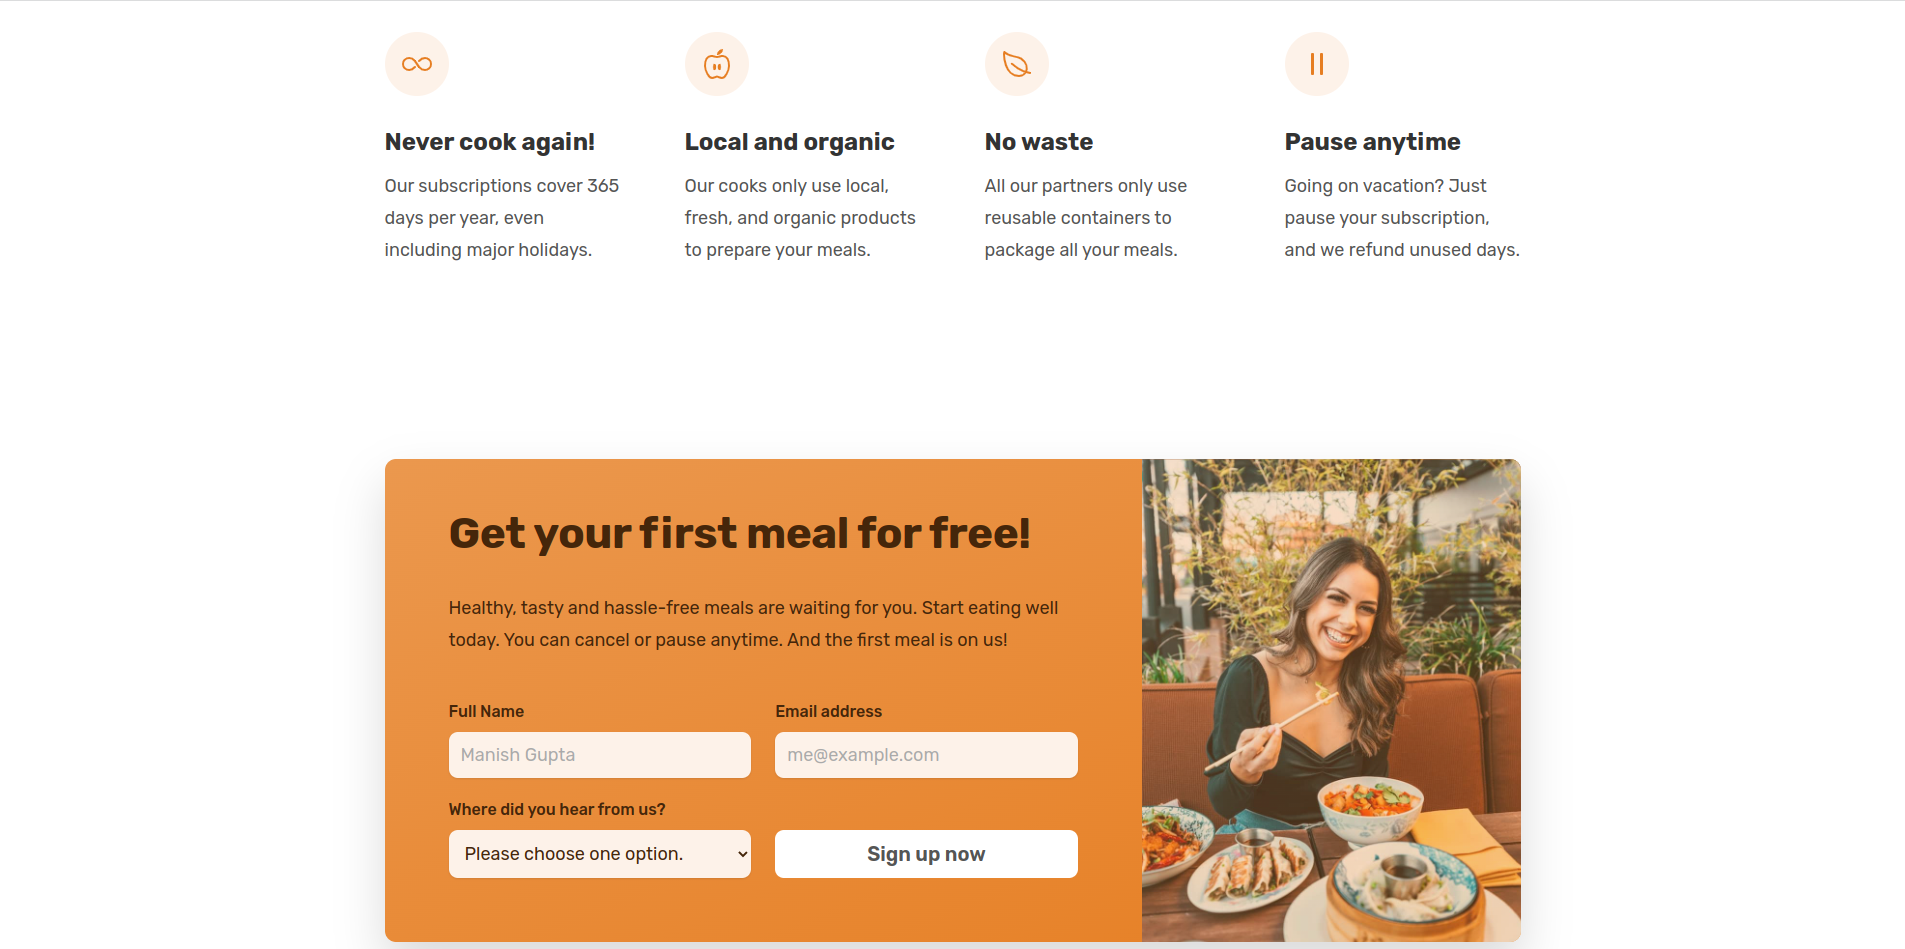 Never cook again!
Our subscriptions cover 365
days per year, even
including major holidays.
Local and organic
Our cooks only use local,
fresh, and organic products
to prepare your meals.
No waste
All our partners only use
reusable containers to
package all your meals.
Pause anytime
Going on vacation? Just
pause your subscription,
and we refund unused days.
Get your first meal for free!
Healthy, tasty and hassle-free meals are waiting for you. Start eating well
today. You can cancel or pause anytime. And the first meal is on us!
Full Name
Manish Gupta
Email address
me@example.com
Where did you hear from us?
Please choose one option.
Sign up now